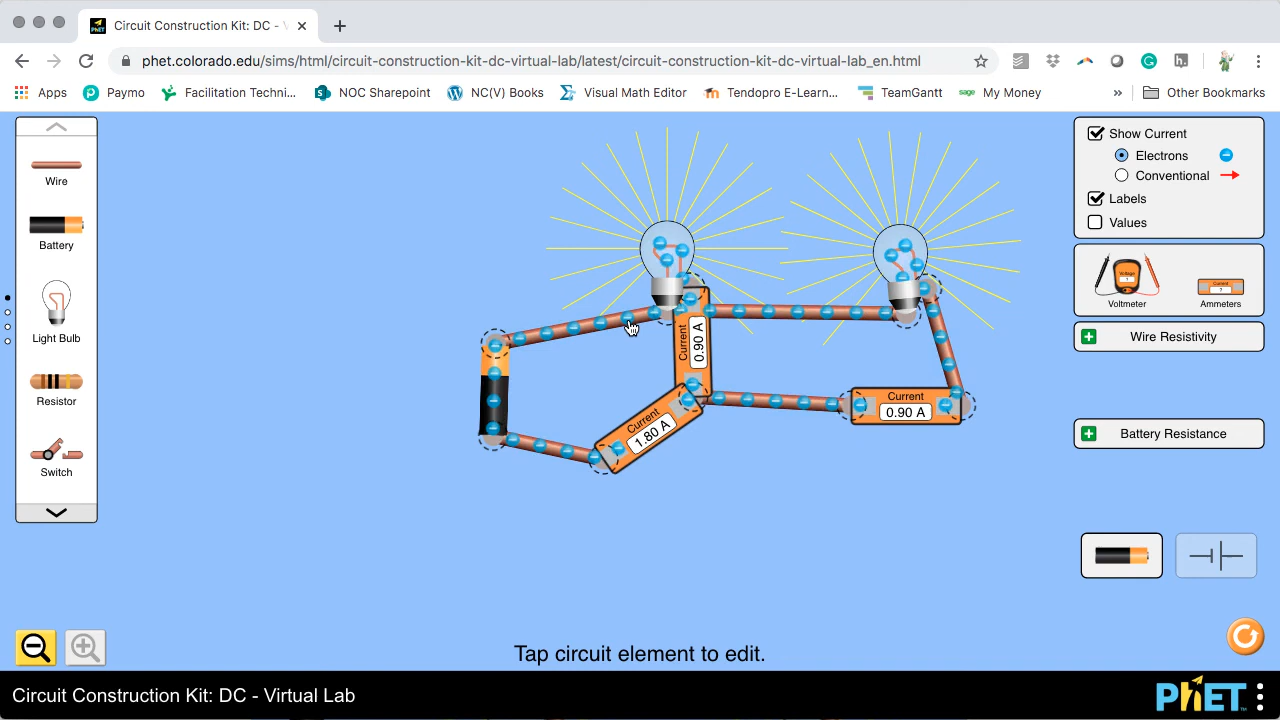 Circuit Construction Kit: DC - V
phet.colorado.edu/sims/html/circuit-construction-kit-dc-virtual-lab/latest/circuit-construction-kit-dc-virtual-lab_en.html
Apps Paymo Facilitation Techni... NOC Sharepoint NC(V) Books Visual Math Editor Tendopro E-Learn... TeamGantt sage My Money » Other Bookmarks
Wire
Battery
Light Bulb
Resistor
Switch
Current
0.90 A
Current
1.80 A
Current
0.90 A
Show Current
Electrons
Conventional
Labels
Values
Voltage
?
Voltmeter
Current
?
Ammeters
Wire Resistivity
Battery Resistance
Tap circuit element to edit.
Circuit Construction Kit: DC - Virtual Lab
PhET